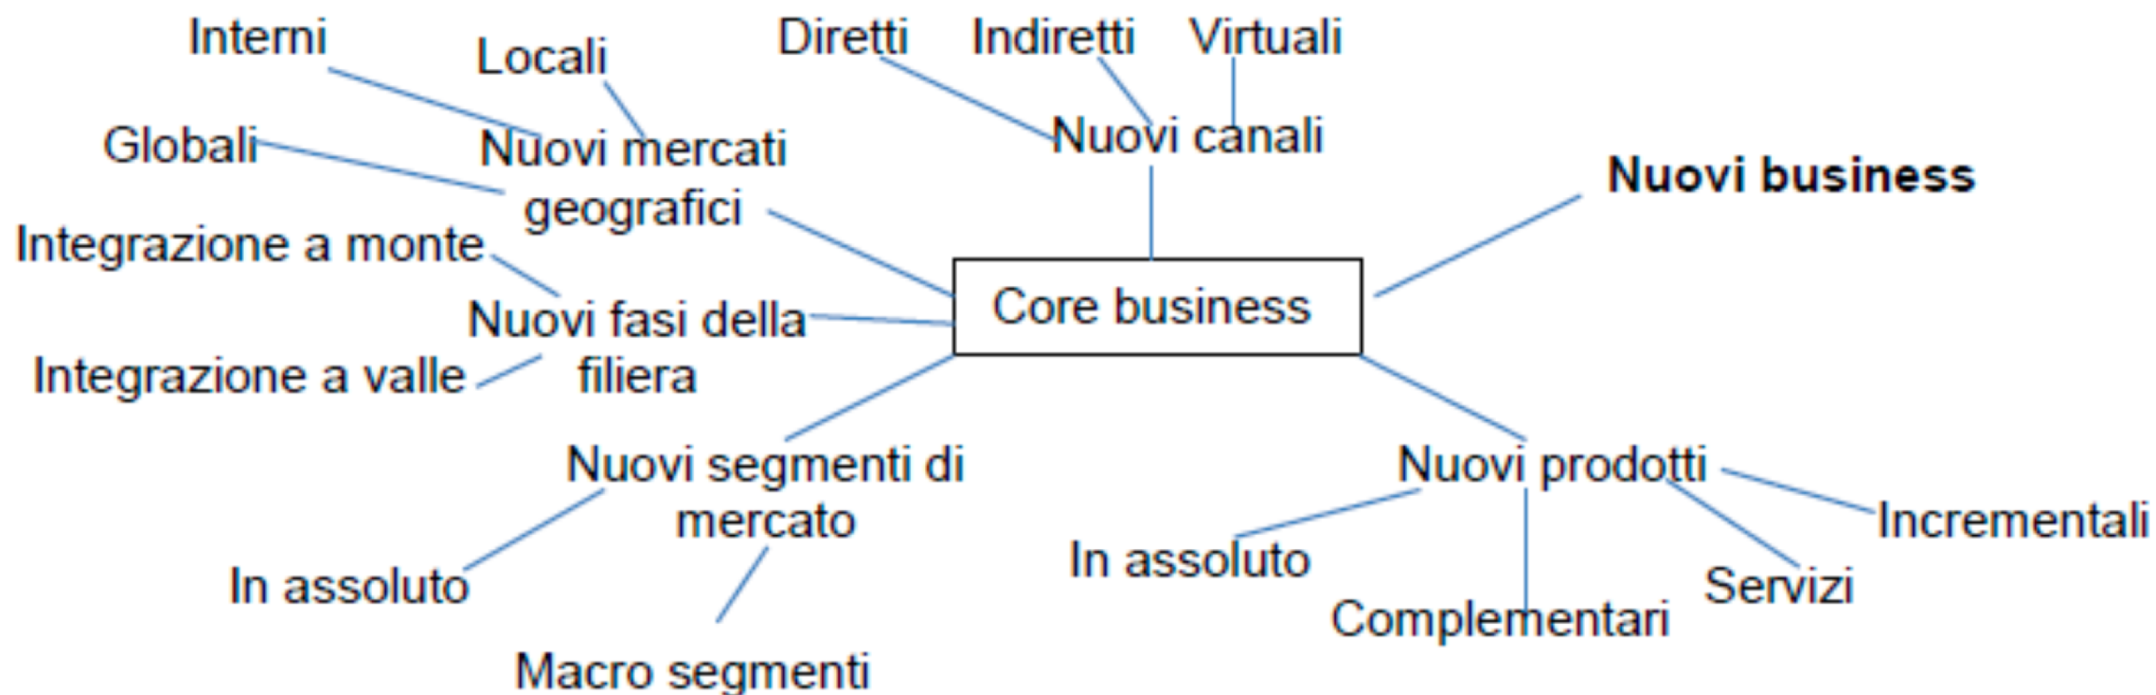 Interni
Locali
Diretti
Indiretti
Virtuali
Globali
Nuovi mercati
geografici
Nuovi canali
Nuovi business
Integrazione a monte
Nuovi fasi della
filiera
Core business
Integrazione a valle
Nuovi segmenti di
mercato
Nuovi prodotti
In assoluto
Macro segmenti
In assoluto
Complementari
Servizi
Incrementali